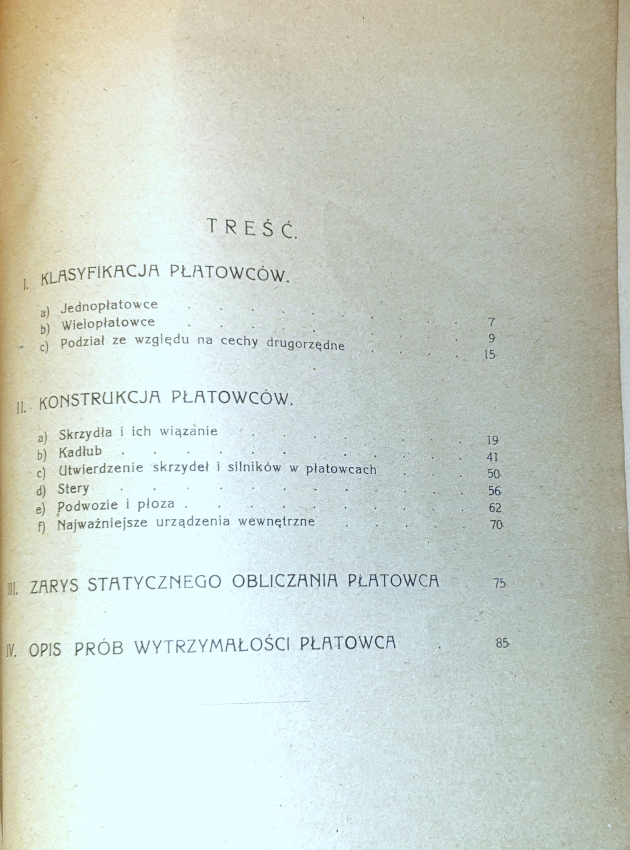 TREŚĆ.
I. KLASYFIKACJA PŁATOWCÓW.
a) Jednopłatowce . . . . . . . 7
b) Wielopłatowce . . . . . . . 9
c) Podział ze względu na cechy drugorzędne . . . 15
II. KONSTRUKCJA PŁATOWCÓW.
a) Skrzydła i ich wiązanie . . . . . . 19
b) Kadłub . . . . . . . . 41
c) Utwierdzenie skrzydeł i silników w płatowcach . . 50
d) Stery . . . . . . . . 56
e) Podwozie i płoza . . . . . . . 62
f) Najważniejsze urządzenia wewnętrzne . . . . 70
III. ZARYS STATYCZNEGO OBLICZANIA PŁATOWCA . 75
IV. OPIS PRÓB WYTRZYMAŁOŚCI PŁATOWCA . 85